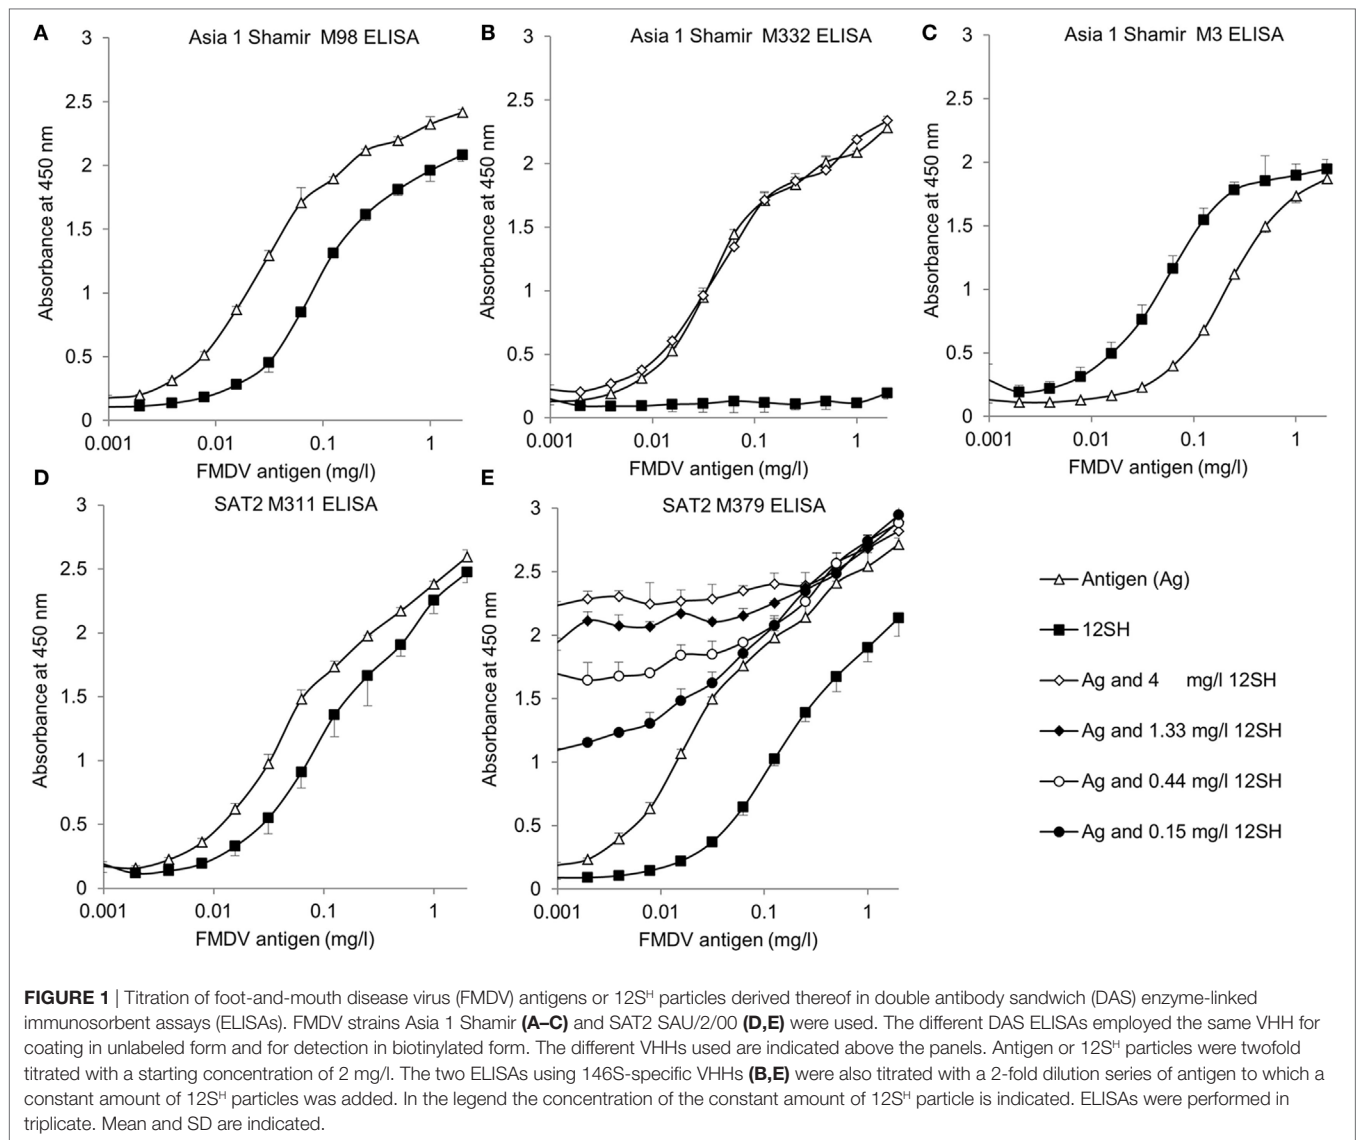 A
Asia 1 Shamir M98 ELISA
3
2.5
2
1.5
1
0.5
0
Absorbance at 450 nm
0.001 0.01 0.1 1
FMDV antigen (mg/l)
B
Asia 1 Shamir M332 ELISA
3
2.5
2
1.5
1
0.5
0
Absorbance at 450 nm
0.001 0.01 0.1 1
FMDV antigen (mg/l)
C
Asia 1 Shamir M3 ELISA
3
2.5
2
1.5
1
0.5
0
Absorbance at 450 nm
0.001 0.01 0.1 1
FMDV antigen (mg/l)
D
SAT2 M311 ELISA
3
2.5
2
1.5
1
0.5
0
Absorbance at 450 nm
0.001 0.01 0.1 1
FMDV antigen (mg/l)
E
SAT2 M379 ELISA
3
2.5
2
1.5
1
0.5
0
Absorbance at 450 nm
0.001 0.01 0.1 1
FMDV antigen (mg/l)
Antigen (Ag)
12SH
Ag and 4 mg/l 12SH
Ag and 1.33 mg/l 12SH
Ag and 0.44 mg/l 12SH
Ag and 0.15 mg/l 12SH
FIGURE 1 | Titration of foot-and-mouth disease virus (FMDV) antigens or 12Sᴴ particles derived thereof in double antibody sandwich (DAS) enzyme-linked
immunosorbent assays (ELISAs). FMDV strains Asia 1 Shamir (A–C) and SAT2 SAU/2/00 (D,E) were used. The different DAS ELISAs employed the same VHH for
coating in unlabeled form and for detection in biotinylated form. The different VHHs used are indicated above the panels. Antigen or 12Sᴴ particles were twofold
titrated with a starting concentration of 2 mg/l. The two ELISAs using 146S-specific VHHs (B,E) were also titrated with a 2-fold dilution series of antigen to which a
constant amount of 12Sᴴ particles was added. In the legend the concentration of the constant amount of 12Sᴴ particle is indicated. ELISAs were performed in
triplicate. Mean and SD are indicated.